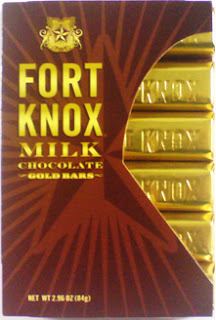 FORT
KNOX
MILK
CHOCOLATE
GOLD BARS
NET WT 2.96 OZ (84g)
KNOX
KNOX
KNOX